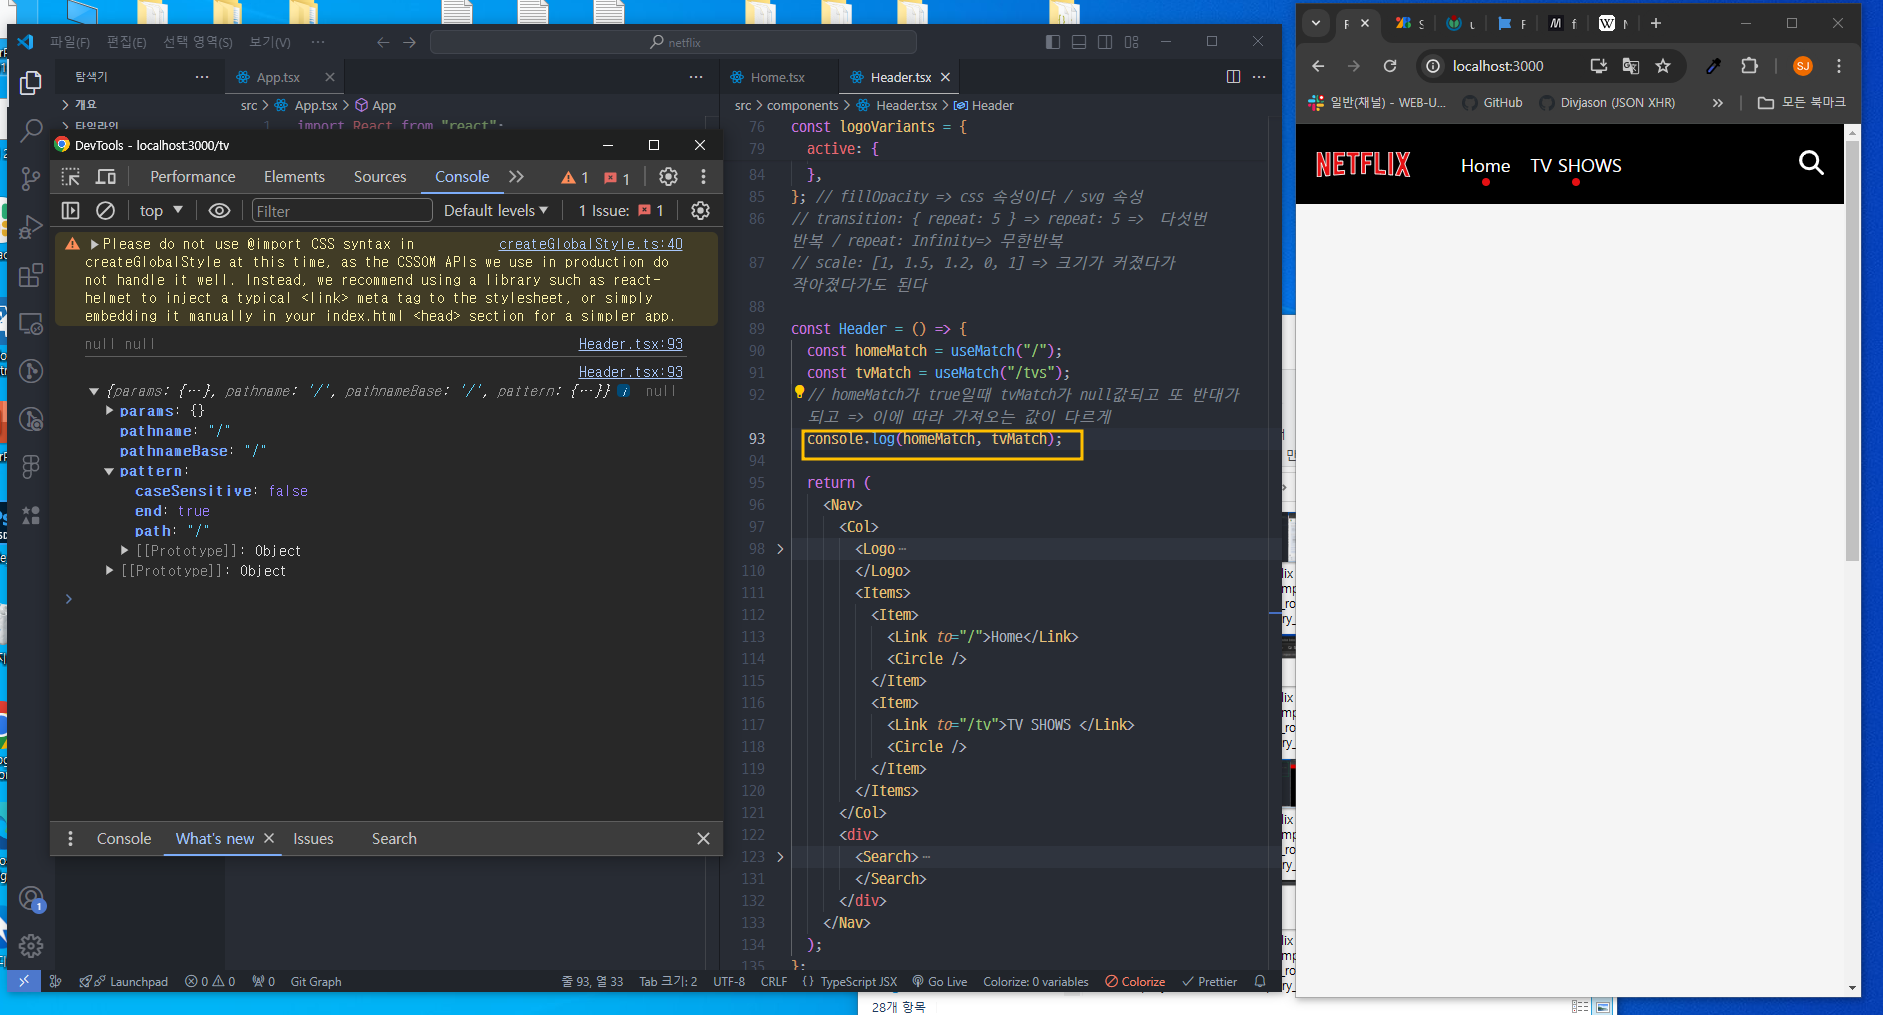 파일(F) 편집(E) 선택 영역(S) 보기(V) ···
netflix
탐색기 ···
App.tsx
Home.tsx
Header.tsx
개요
타임라인
src > App.tsx > App
src > components > Header.tsx > Header
1 import React from "react";
DevTools - localhost:3000/tv
Performance Elements Sources Console 1 1
top Filter Default levels 1 Issue: 1
Please do not use @import CSS syntax in createGlobalStyle.ts:40
createGlobalStyle at this time, as the CSSOM APIs we use in production do
not handle it well. Instead, we recommend using a library such as react-
helmet to inject a typical <link> meta tag to the stylesheet, or simply
embedding it manually in your index.html <head> section for a simpler app.
null null Header.tsx:93
Header.tsx:93
{params: {…}, pathname: '/', pathnameBase: '/', pattern: {…}} i null
params: {}
pathname: "/"
pathnameBase: "/"
pattern:
caseSensitive: false
end: true
path: "/"
[[Prototype]]: Object
[[Prototype]]: Object
Console What's new Issues Search
76 const logoVariants = {
79 active: {
84 },
85 }; // fillOpacity => css 속성이다 / svg 속성
86 // transition: { repeat: 5 } => repeat: 5 => 다섯번
반복 / repeat: Infinity=> 무한반복
87 // scale: [1, 1.5, 1.2, 0, 1] => 크기가 커졌다가
작아졌다가도 된다
88
89 const Header = () => {
90 const homeMatch = useMatch("/");
91 const tvMatch = useMatch("/tvs");
92 // homeMatch가 true일때 tvMatch가 null값되고 또 반대가
되고 => 이에 따라 가져오는 값이 다르게
93 console.log(homeMatch, tvMatch);
94
95 return (
96 <Nav>
97 <Col>
98 <Logo ···
110 </Logo>
111 <Items>
112 <Item>
113 <Link to="/">Home</Link>
114 <Circle />
115 </Item>
116 <Item>
117 <Link to="/tv">TV SHOWS </Link>
118 <Circle />
119 </Item>
120 </Items>
121 </Col>
122 <div>
123 <Search> ···
131 </Search>
132 </div>
133 </Nav>
134 );
135 };
1
Launchpad 0 0 0 Git Graph
줄 93, 열 33 Tab 크기: 2 UTF-8 CRLF {} TypeScript JSX Go Live Colorize: 0 variables Colorize Prettier
28개 항목
localhost:3000
SJ
일반(채널) - WEB-U... GitHub Divjason (JSON XHR) » 모든 북마크
NETFLIX Home TV SHOWS